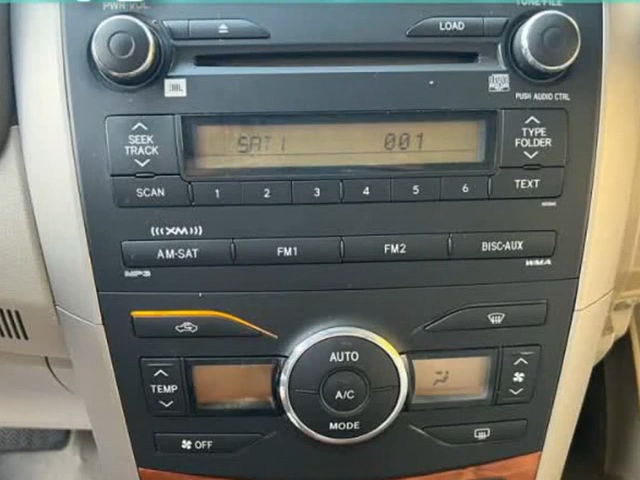 PWR·VOL
TUNE·FILE
LOAD
JBL
PUSH AUDIO CTRL
SEEK
TRACK
SAT1 001
TYPE
FOLDER
SCAN 1 2 3 4 5 6 TEXT
(((XM)))
AM·SAT FM1 FM2 DISC·AUX
MP3 WMA
AUTO
TEMP
A/C
MODE
OFF